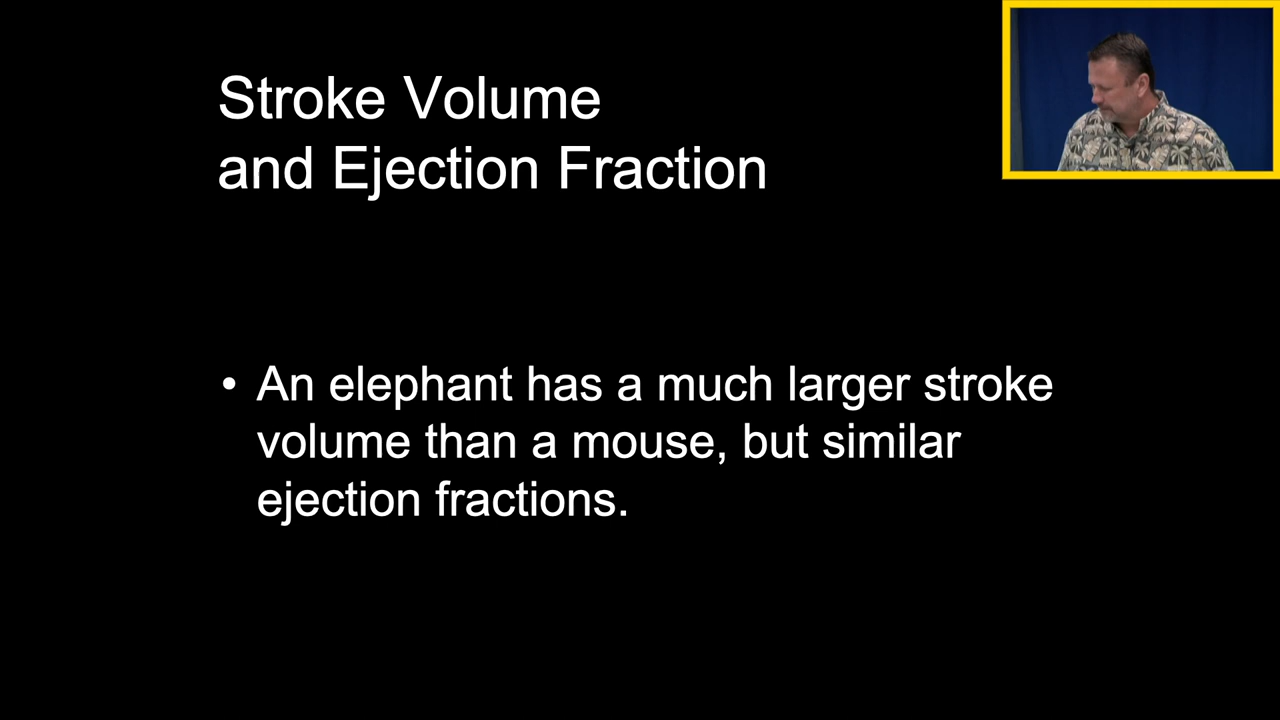 Stroke Volume
and Ejection Fraction
• An elephant has a much larger stroke
volume than a mouse, but similar
ejection fractions.